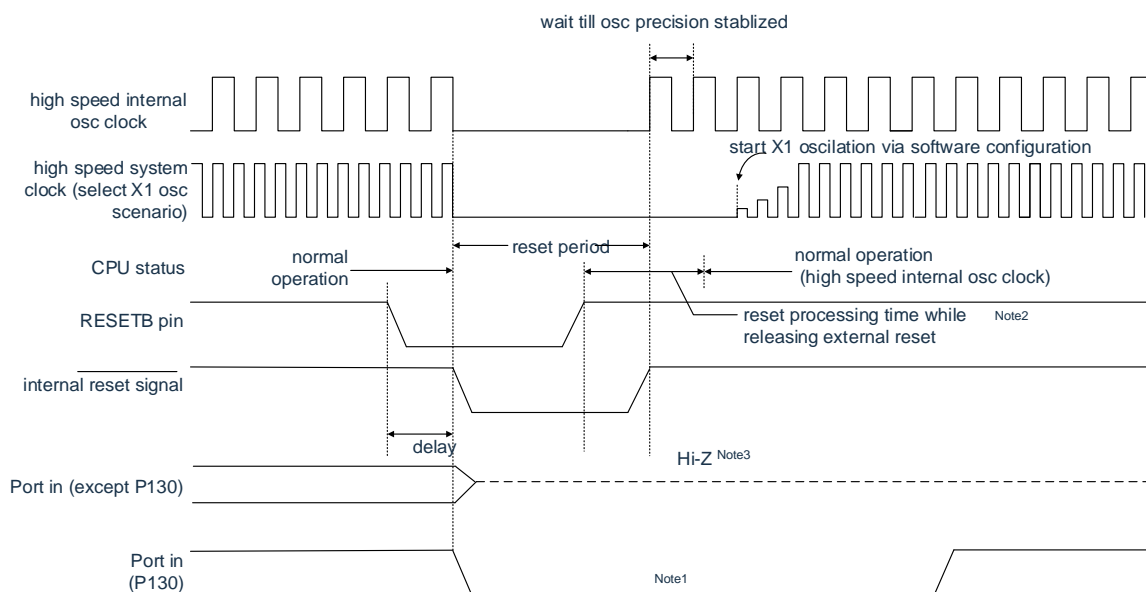 wait till osc precision stablized
high speed internal
osc clock
start X1 oscilation via software configuration
high speed system
clock (select X1 osc
scenario)
reset period
CPU status
normal
operation
normal operation
(high speed internal osc clock)
RESETB pin
reset processing time while Note2
releasing external reset
internal reset signal
delay
Hi-Z Note3
Port in (except P130)
Port in
(P130)
Note1